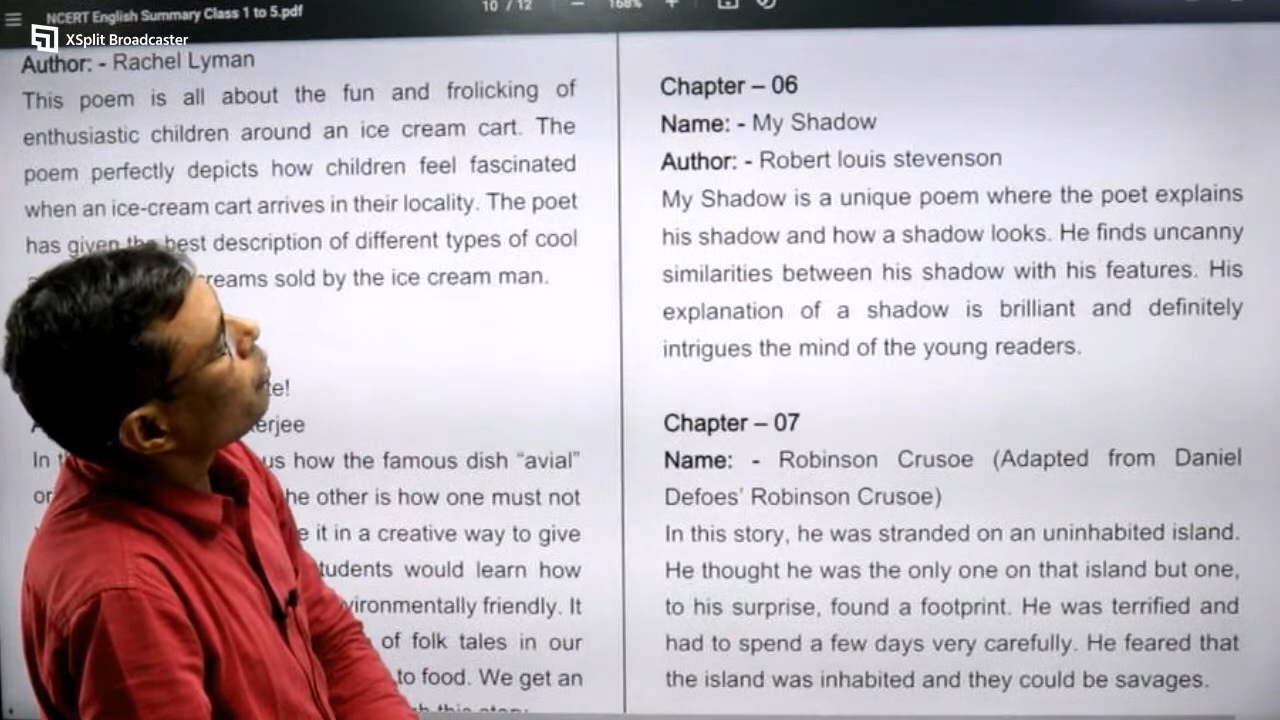 NCERT English Summary Class 1 to 5.pdf
10 / 12
168%
XSplit Broadcaster
Author: - Rachel Lyman
This poem is all about the fun and frolicking of
enthusiastic children around an ice cream cart. The
poem perfectly depicts how children feel fascinated
when an ice-cream cart arrives in their locality. The poet
has given the best description of different types of cool
creams sold by the ice cream man.
In
us how the famous dish “avial”
or
he other is how one must not
e it in a creative way to give
tudents would learn how
vironmentally friendly. It
of folk tales in our
to food. We get an
Chapter – 06
Name: - My Shadow
Author: - Robert louis stevenson
My Shadow is a unique poem where the poet explains
his shadow and how a shadow looks. He finds uncanny
similarities between his shadow with his features. His
explanation of a shadow is brilliant and definitely
intrigues the mind of the young readers.
Chapter – 07
Name: - Robinson Crusoe (Adapted from Daniel
Defoes’ Robinson Crusoe)
In this story, he was stranded on an uninhabited island.
He thought he was the only one on that island but one,
to his surprise, found a footprint. He was terrified and
had to spend a few days very carefully. He feared that
the island was inhabited and they could be savages.